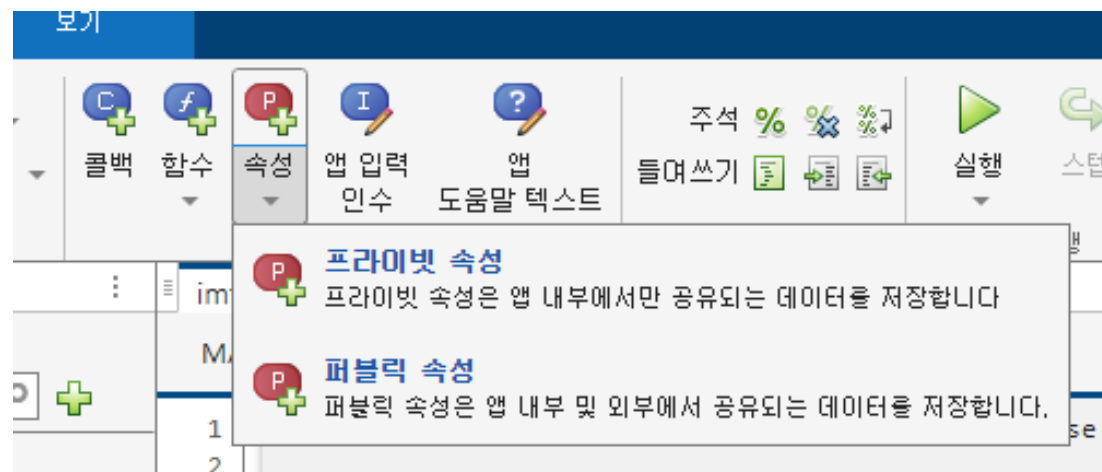 보기
주석
콜백 함수 속성 앱 입력 인수 앱 도움말 텍스트
들여쓰기
실행
스텝
프라이빗 속성
프라이빗 속성은 앱 내부에서만 공유되는 데이터를 저장합니다
퍼블릭 속성
퍼블릭 속성은 앱 내부 및 외부에서 공유되는 데이터를 저장합니다.
im
MA
1
se
2